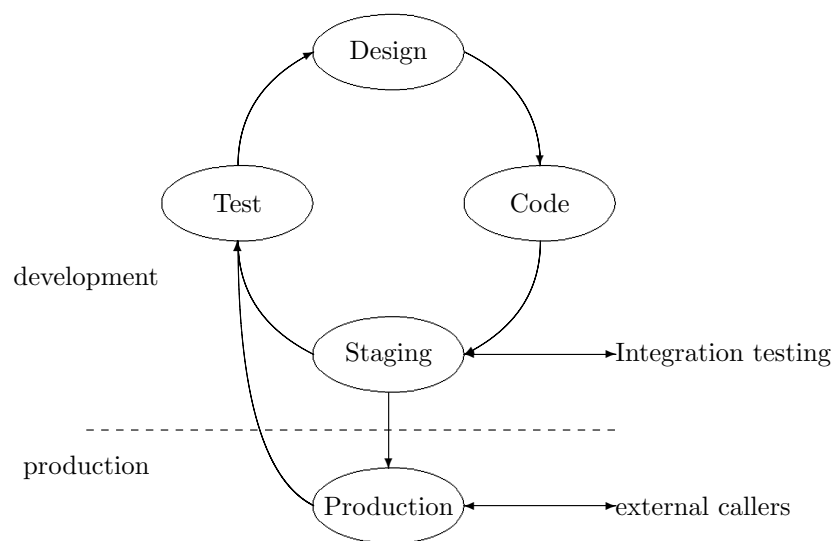 Design
Test
Code
development
Staging
Integration testing
production
Production
external callers